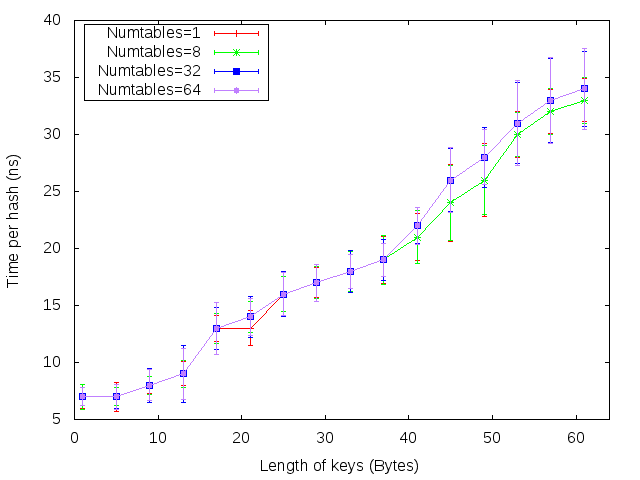 40
35
30
25
20
15
10
5
Time per hash (ns)
Numtables=1
Numtables=8
Numtables=32
Numtables=64
0 10 20 30 40 50 60
Length of keys (Bytes)